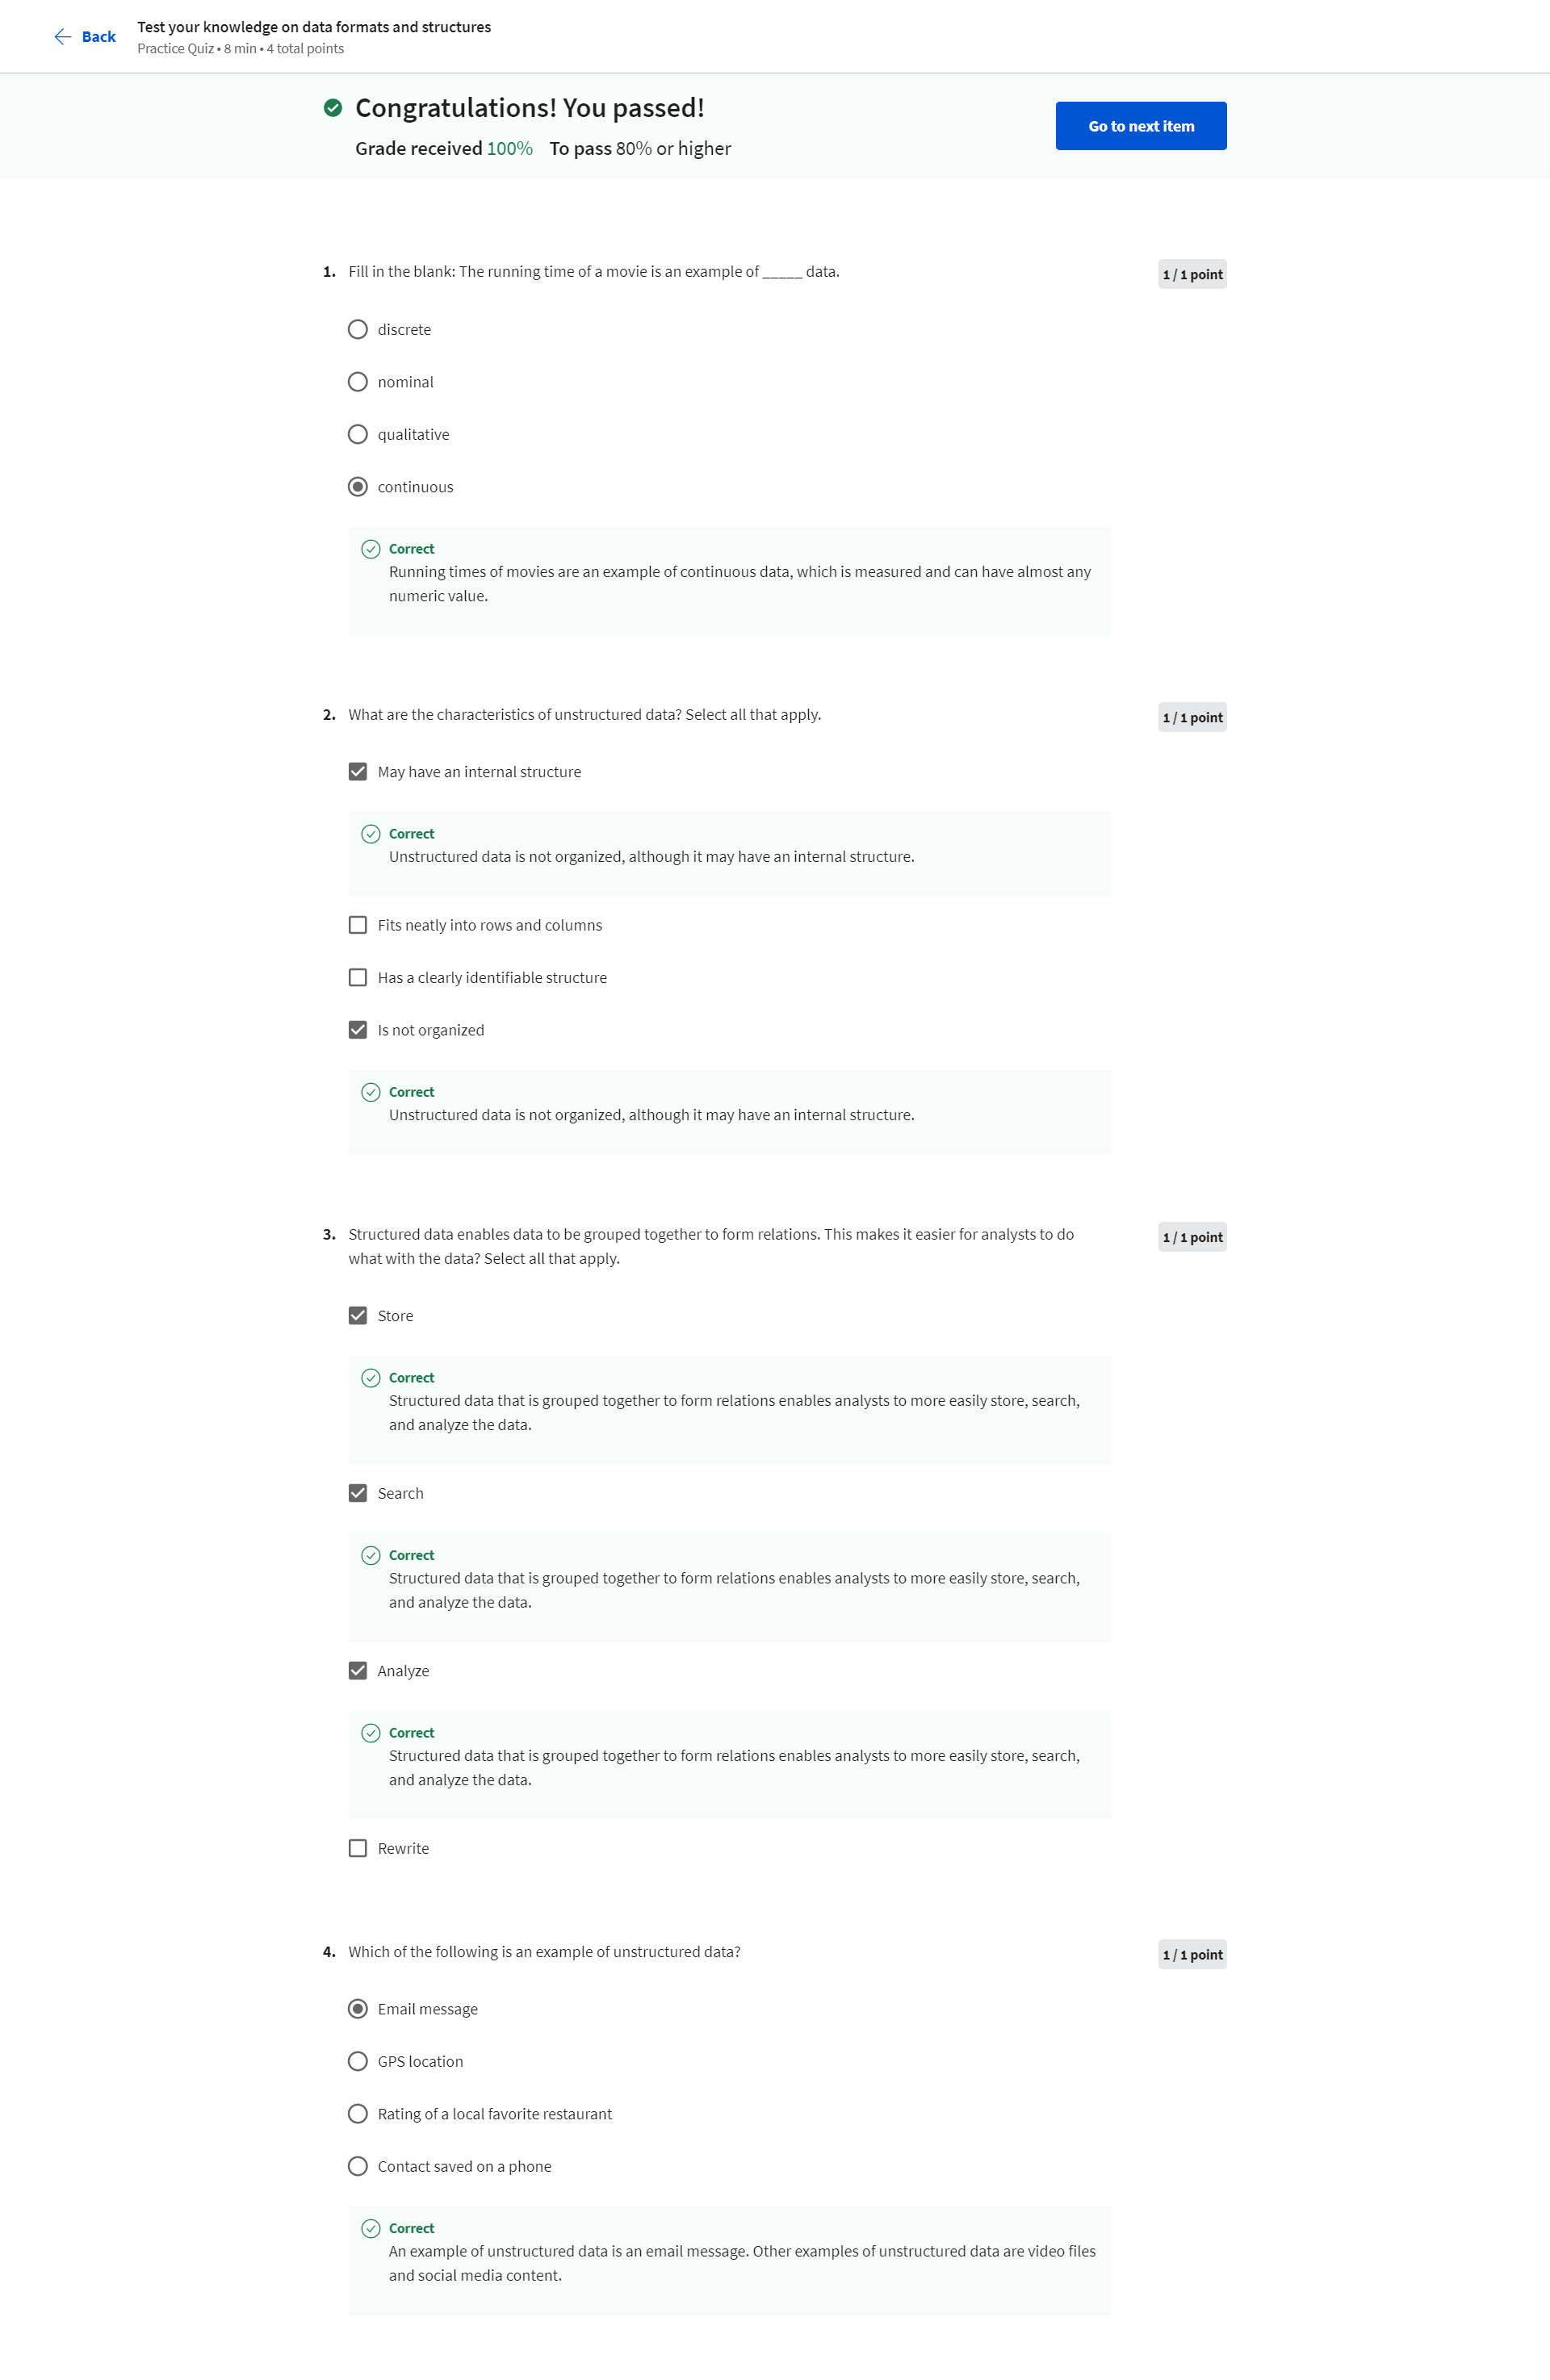 Back
Test your knowledge on data formats and structures
Practice Quiz • 8 min • 4 total points
Congratulations! You passed!
Grade received 100% To pass 80% or higher
Go to next item
1. Fill in the blank: The running time of a movie is an example of _____ data.
1 / 1 point
discrete
nominal
qualitative
continuous
Correct
Running times of movies are an example of continuous data, which is measured and can have almost any
numeric value.
2. What are the characteristics of unstructured data? Select all that apply.
1 / 1 point
May have an internal structure
Correct
Unstructured data is not organized, although it may have an internal structure.
Fits neatly into rows and columns
Has a clearly identifiable structure
Is not organized
Correct
Unstructured data is not organized, although it may have an internal structure.
3. Structured data enables data to be grouped together to form relations. This makes it easier for analysts to do
what with the data? Select all that apply.
1 / 1 point
Store
Correct
Structured data that is grouped together to form relations enables analysts to more easily store, search,
and analyze the data.
Search
Correct
Structured data that is grouped together to form relations enables analysts to more easily store, search,
and analyze the data.
Analyze
Correct
Structured data that is grouped together to form relations enables analysts to more easily store, search,
and analyze the data.
Rewrite
4. Which of the following is an example of unstructured data?
1 / 1 point
Email message
GPS location
Rating of a local favorite restaurant
Contact saved on a phone
Correct
An example of unstructured data is an email message. Other examples of unstructured data are video files
and social media content.